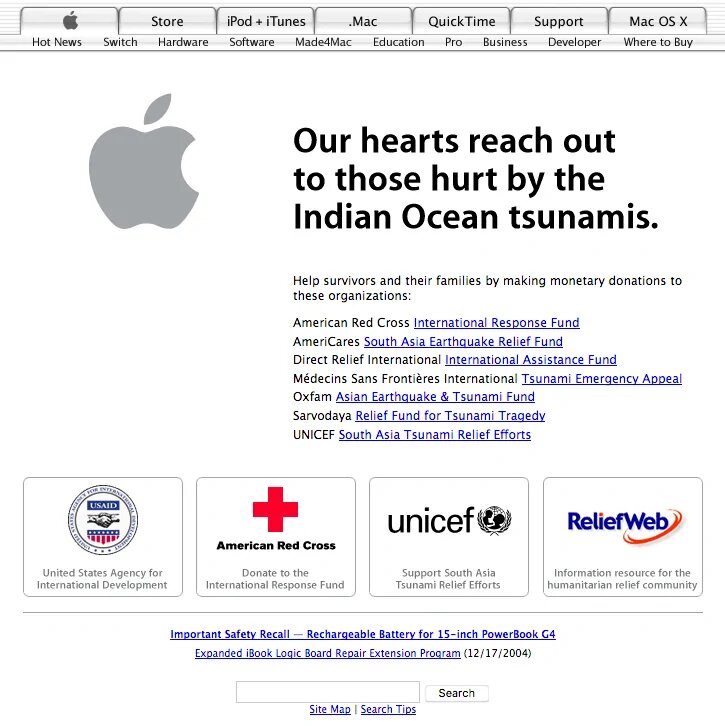 Store iPod + iTunes .Mac QuickTime Support Mac OS X
Hot News Switch Hardware Software Made4Mac Education Pro Business Developer Where to Buy
Our hearts reach out
to those hurt by the
Indian Ocean tsunamis.
Help survivors and their families by making monetary donations to
these organizations:
American Red Cross International Response Fund
AmeriCares South Asia Earthquake Relief Fund
Direct Relief International International Assistance Fund
Médecins Sans Frontières International Tsunami Emergency Appeal
Oxfam Asian Earthquake & Tsunami Fund
Sarvodaya Relief Fund for Tsunami Tragedy
UNICEF South Asia Tsunami Relief Efforts
UNITED STATES AGENCY FOR INTERNATIONAL DEVELOPMENT
USAID
United States Agency for
International Development
American Red Cross
Donate to the
International Response Fund
unicef
Support South Asia
Tsunami Relief Efforts
ReliefWeb
Information resource for the
humanitarian relief community
Important Safety Recall — Rechargeable Battery for 15-inch PowerBook G4
Expanded iBook Logic Board Repair Extension Program (12/17/2004)
Search
Site Map | Search Tips